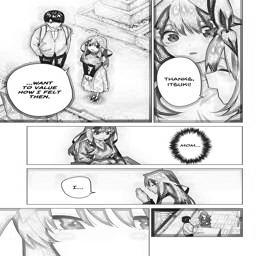 THANKS,
ITSUKI!
...WANT
TO VALUE
HOW I FELT
THEN.
MOM...
I...